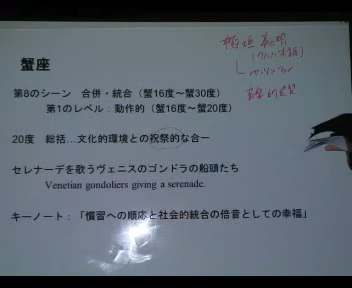 蟹座
第8のシーン　合併・統合（蟹16度～蟹30度）
第1のレベル：動作的（蟹16度～蟹20度）
20度　総括…文化的環境との祝祭的な合一
セレナーデを歌うヴェニスのゴンドラの船頭たち
Venetian gondoliers giving a serenade.
キーノート：「慣習への順応と社会的統合の倍音としての幸福」